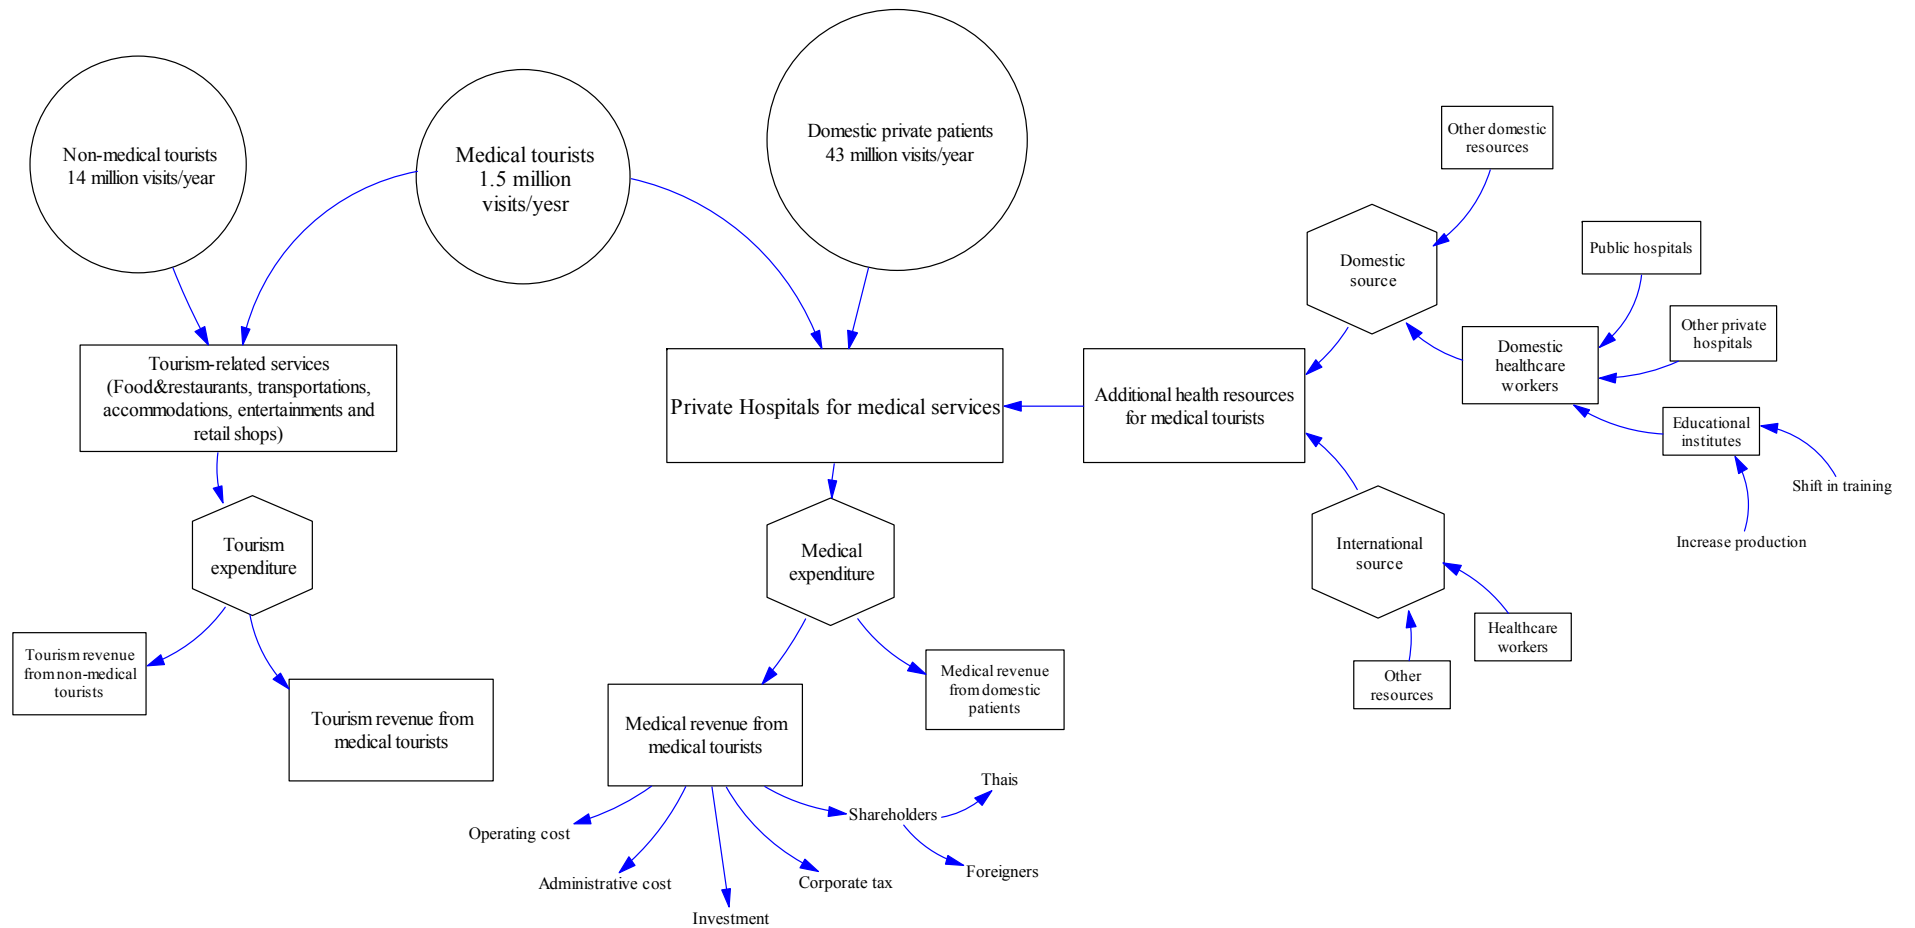 Non-medical tourists
14 million visits/year
Medical tourists
1.5 million
visits/yesr
Domestic private patients
43 million visits/year
Other domestic
resources
Domestic
source
Public hospitals
Other private
hospitals
Domestic
healthcare
workers
Educational
institutes
Shift in training
Increase production
Tourism-related services
(Food&restaurants, transportations,
accommodations, entertainments and
retail shops)
Private Hospitals for medical services
Additional health resources
for medical tourists
International
source
Healthcare
workers
Other
resources
Tourism
expenditure
Medical
expenditure
Tourism revenue
from non-medical
tourists
Tourism revenue from
medical tourists
Medical revenue from
medical tourists
Medical revenue
from domestic
patients
Thais
Shareholders
Operating cost
Foreigners
Administrative cost
Corporate tax
Investment